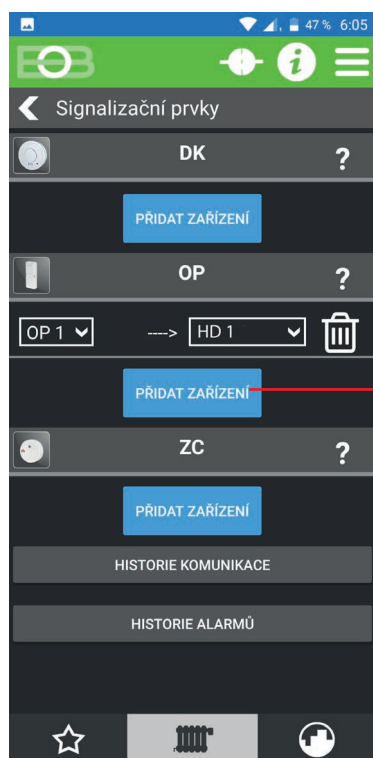 47 % 6:05
EOB
Signalizační prvky
DK ?
PŘIDAT ZAŘÍZENÍ
OP ?
OP 1 ----> HD 1
PŘIDAT ZAŘÍZENÍ
ZC ?
PŘIDAT ZAŘÍZENÍ
HISTORIE KOMUNIKACE
HISTORIE ALARMŮ